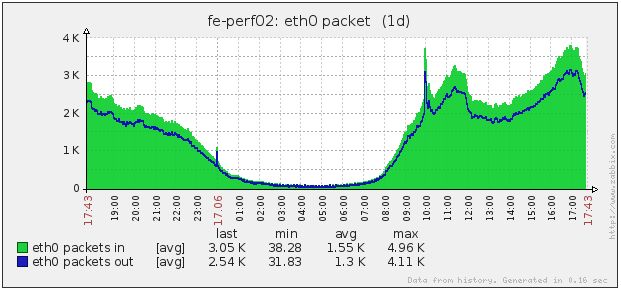 fe-perf02: eth0 packet (1d)
4 K
3 K
2 K
1 K
0
17:43 19:00 20:00 21:00 22:00 23:00 17.06 01:00 02:00 03:00 04:00 05:00 06:00 07:00 08:00 09:00 10:00 11:00 12:00 13:00 14:00 15:00 16:00 17:00 17:43
last min avg max
eth0 packets in [avg] 3.05 K 38.28 1.55 K 4.96 K
eth0 packets out [avg] 2.54 K 31.83 1.3 K 4.11 K
Data from history. Generated in 0.16 sec
http://www.zabbix.com